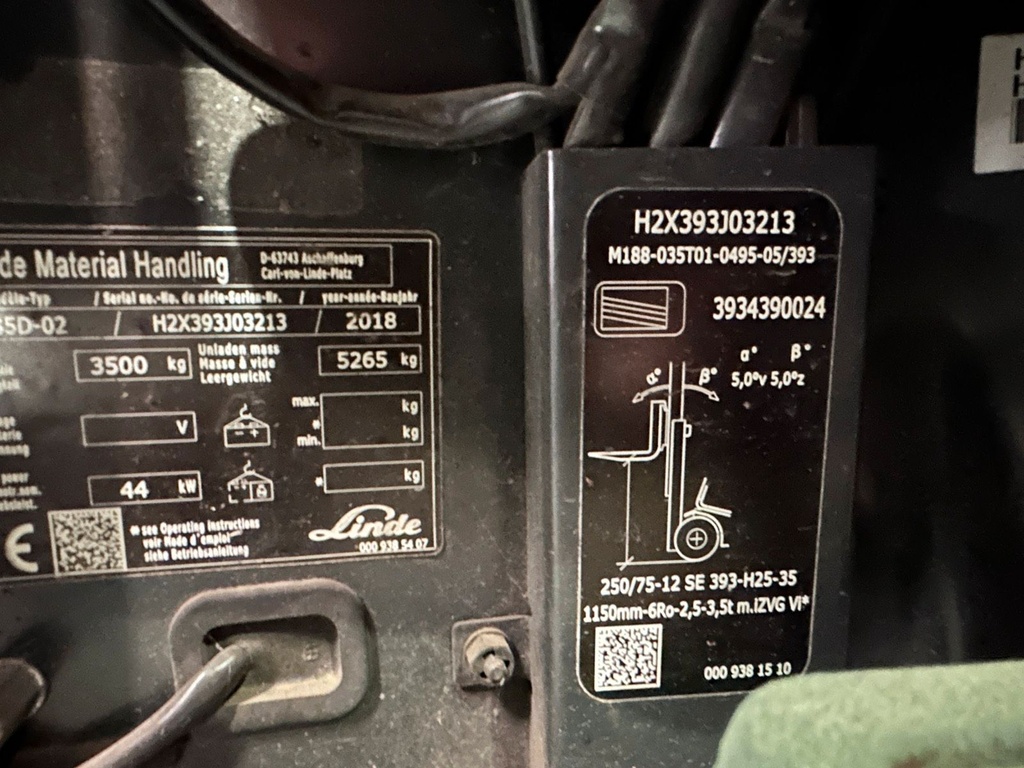 de Material Handling
D-63743 Aschaffenburg
Carl-von-Linde-Platz
/ Serial no.-No. de série-Serien-Nr. / year-année-Baujahr
5D-02 / H2X393J03213 / 2018
3500 kg
Unladen mass
Masse à vide
Leergewicht
5265 kg
V
max. kg
* min. kg
power
44 kW
* kg
CE
* see Operating Instructions
voir Mode d'emploi
siehe Betriebsanleitung
Linde
000 938 54 07
H2X393J03213
M188-035T01-0495-05/393
3934390024
α° β°
5,0°v 5,0°z
α° β°
250/75-12 SE 393-H25-35
1150mm-6Ro-2,5-3,5t m.IZVG Vi*
000 938 15 10